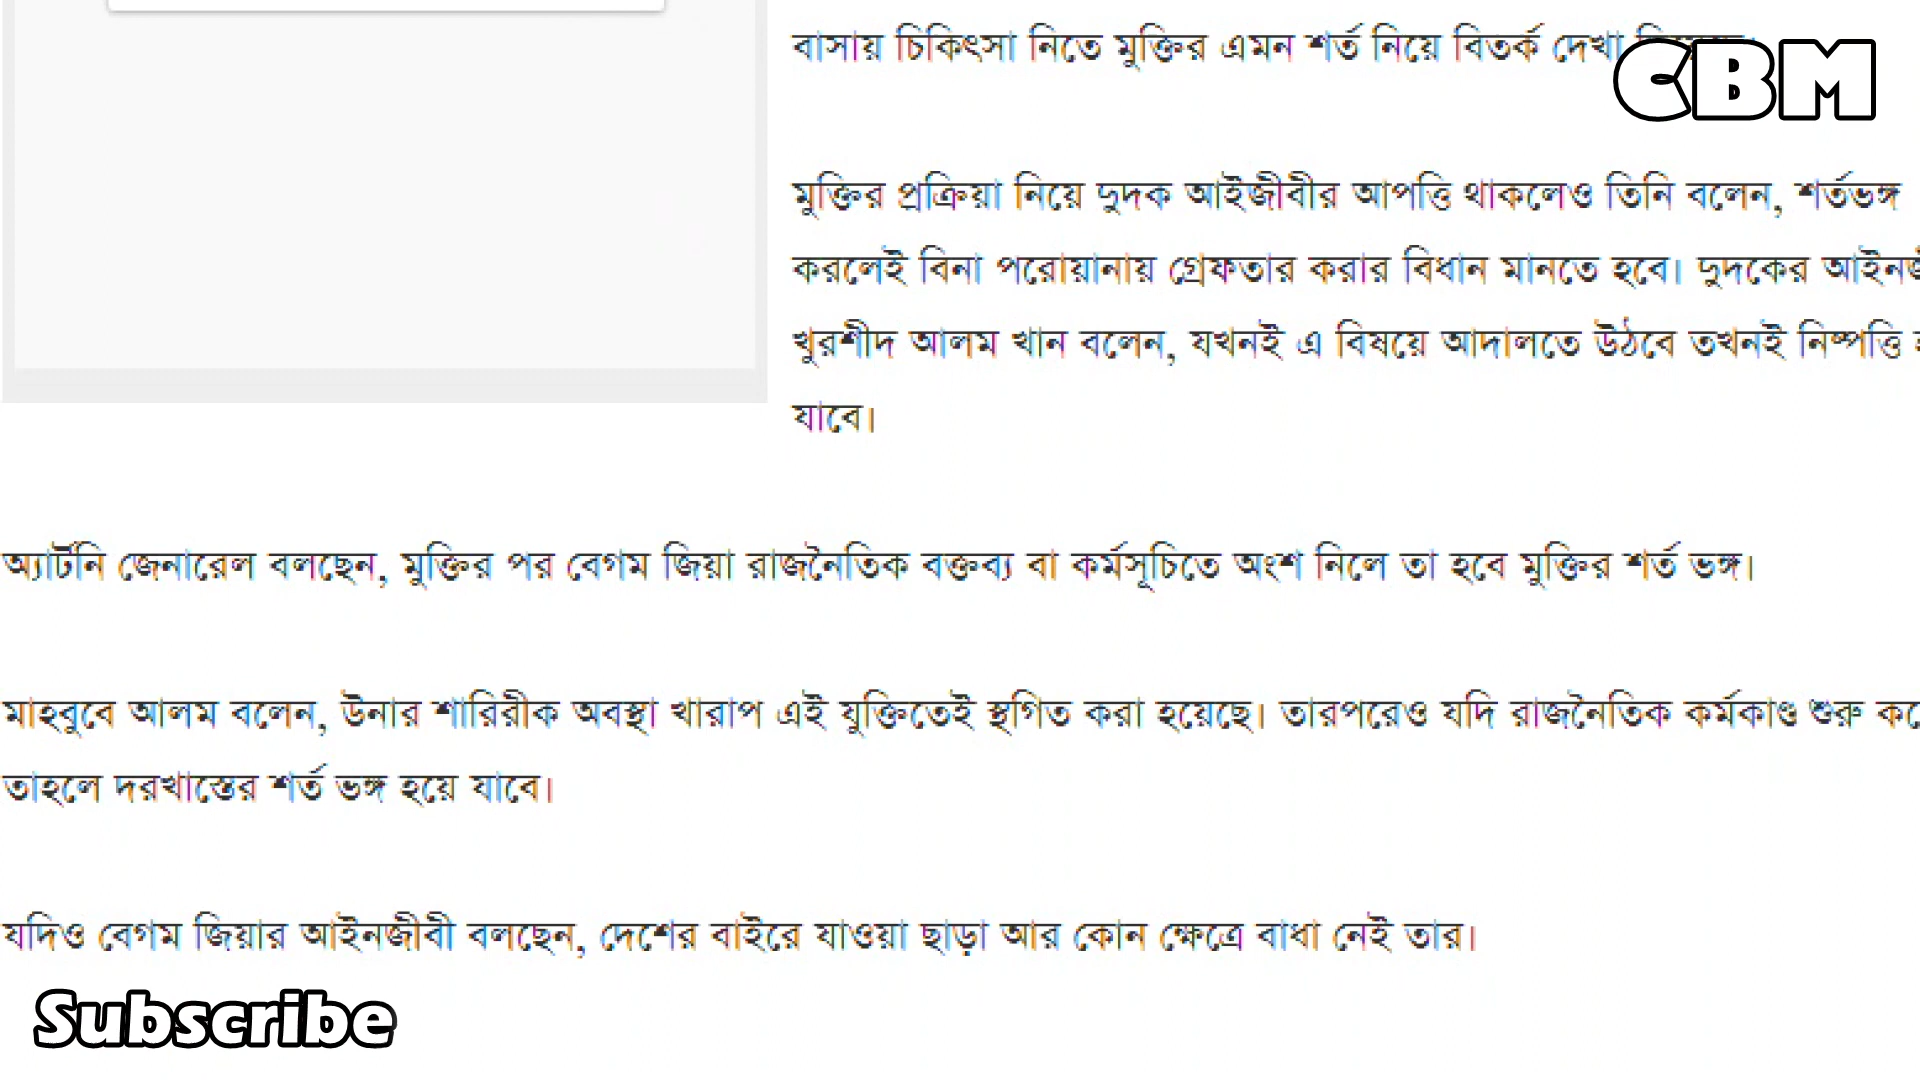 বাসায় চিকিৎসা নিতে মুক্তির এমন শর্ত নিয়ে বিতর্ক দেখা
CBM
মুক্তির প্রক্রিয়া নিয়ে দুদক আইজীবীর আপত্তি থাকলেও তিনি বলেন, শর্তভঙ্গ
করলেই বিনা পরোয়ানায় গ্রেফতার করার বিধান মানতে হবে। দুদকের
খুরশীদ আলম খান বলেন, যখনই এ বিষয়ে আদালতে উঠবে তখনই নিষ্পত্তি
যাবে।
অ্যার্টনি জেনারেল বলছেন, মুক্তির পর বেগম জিয়া রাজনৈতিক বক্তব্য বা কর্মসূচিতে অংশ নিলে তা হবে মুক্তির শর্ত ভঙ্গ।
মাহবুবে আলম বলেন, উনার শারিরীক অবস্থা খারাপ এই যুক্তিতেই স্থগিত করা হয়েছে। তারপরেও যদি রাজনৈতিক কর্মকাণ্ড শুরু
তাহলে দরখাস্তের শর্ত ভঙ্গ হয়ে যাবে।
যদিও বেগম জিয়ার আইনজীবী বলছেন, দেশের বাইরে যাওয়া ছাড়া আর কোন ক্ষেত্রে বাধা নেই তার।
Subscribe